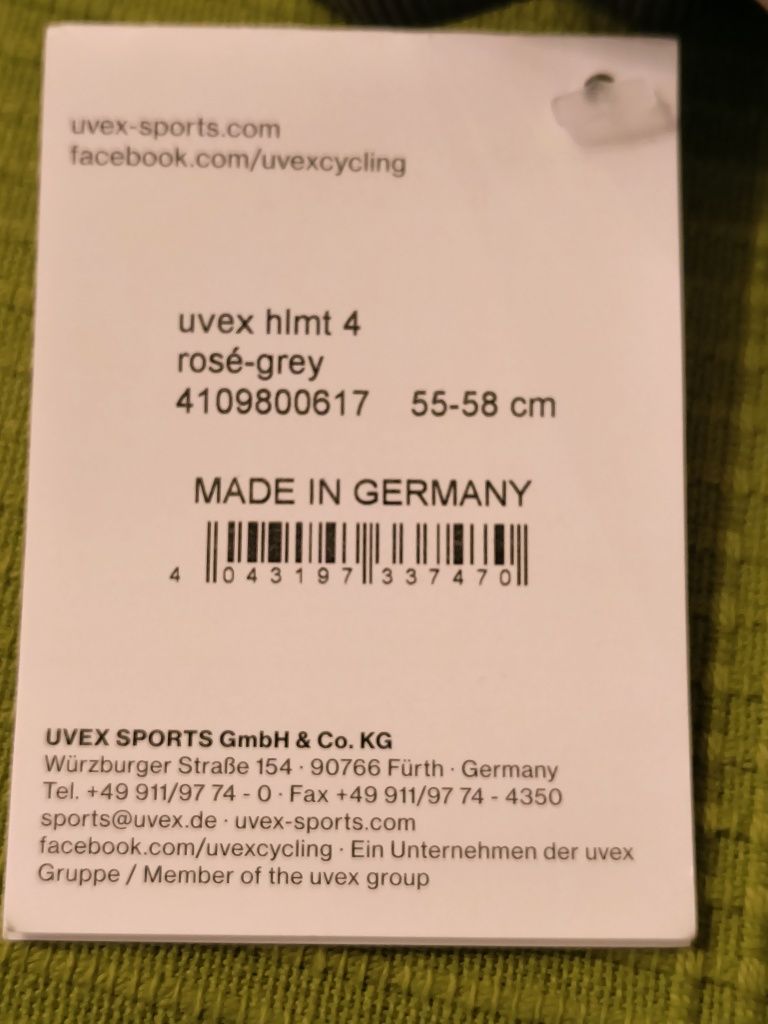 uvex-sports.com
facebook.com/uvexcycling
uvex hlmt 4
rosé-grey
4109800617 55-58 cm
MADE IN GERMANY
4 043197 337470
UVEX SPORTS GmbH & Co. KG
Würzburger Straße 154 · 90766 Fürth · Germany
Tel. +49 911/97 74 - 0 · Fax +49 911/97 74 - 4350
sports@uvex.de · uvex-sports.com
facebook.com/uvexcycling · Ein Unternehmen der uvex
Gruppe / Member of the uvex group